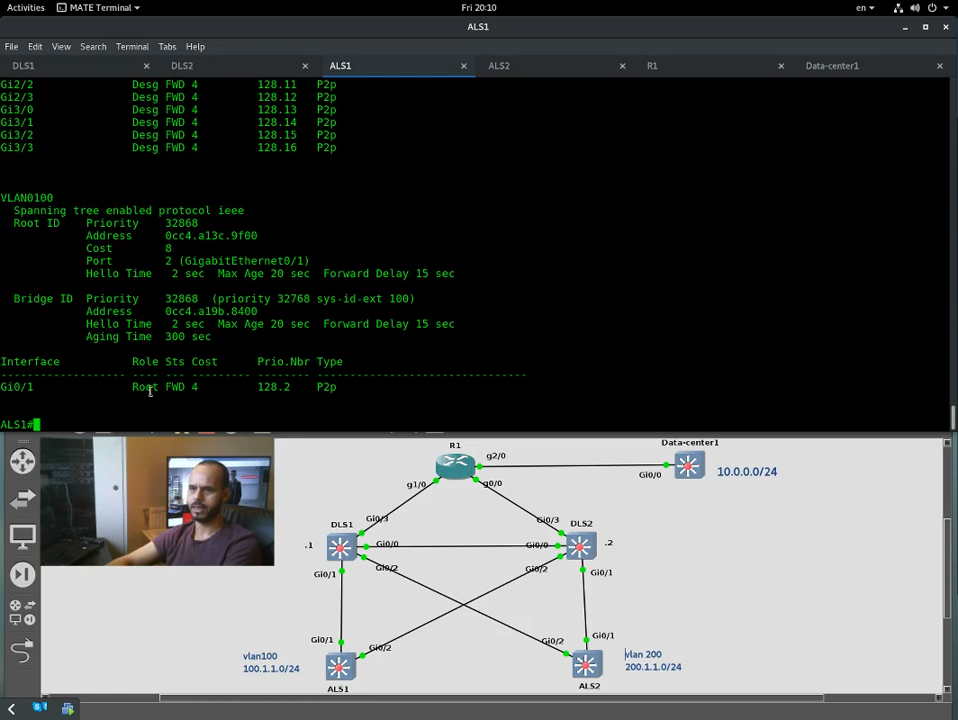 Activities MATE Terminal Fri 20:10 en
ALS1
File Edit View Search Terminal Tabs Help
DLS1 × DLS2 × ALS1 × ALS2 × R1 × Data-center1 ×
Gi2/2 Desg FWD 4 128.11 P2p
Gi2/3 Desg FWD 4 128.12 P2p
Gi3/0 Desg FWD 4 128.13 P2p
Gi3/1 Desg FWD 4 128.14 P2p
Gi3/2 Desg FWD 4 128.15 P2p
Gi3/3 Desg FWD 4 128.16 P2p
VLAN0100
Spanning tree enabled protocol ieee
Root ID Priority 32868
Address 0cc4.a13c.9f00
Cost 8
Port 2 (GigabitEthernet0/1)
Hello Time 2 sec Max Age 20 sec Forward Delay 15 sec
Bridge ID Priority 32868 (priority 32768 sys-id-ext 100)
Address 0cc4.a19b.8400
Hello Time 2 sec Max Age 20 sec Forward Delay 15 sec
Aging Time 300 sec
Interface Role Sts Cost Prio.Nbr Type
------------------- ---- --- --------- -------- --------------------------------
Gi0/1 Root FWD 4 128.2 P2p
ALS1#
R1
g2/0
Data-center1
Gi0/0
10.0.0.0/24
g1/0
g0/0
DLS1
Gi0/3
Gi0/3
DLS2
.1
Gi0/0
Gi0/0
.2
Gi0/1
Gi0/2
Gi0/2
Gi0/1
Gi0/1
Gi0/2
Gi0/2
Gi0/1
vlan100
100.1.1.0/24
vlan 200
200.1.1.0/24
ALS1
ALS2